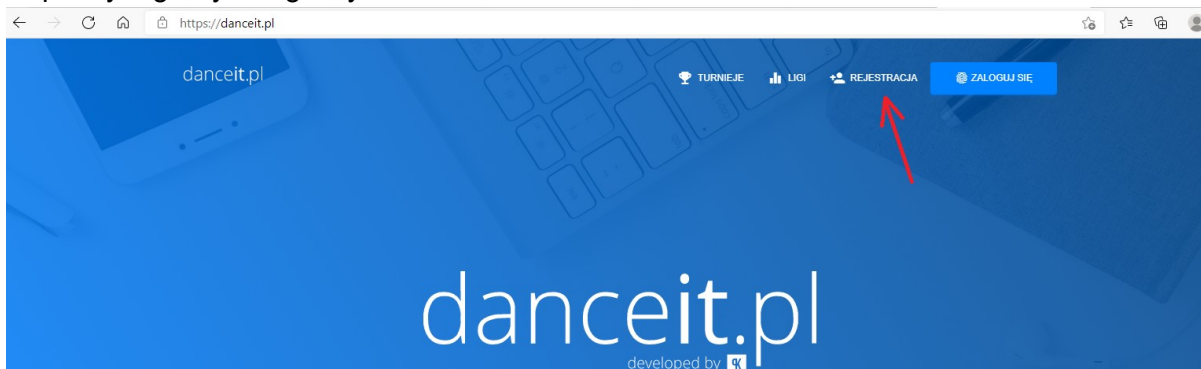 https://danceit.pl
danceit.pl
TURNIEJE LIGI REJESTRACJA ZALOGUJ SIĘ
danceit.pl
developed by